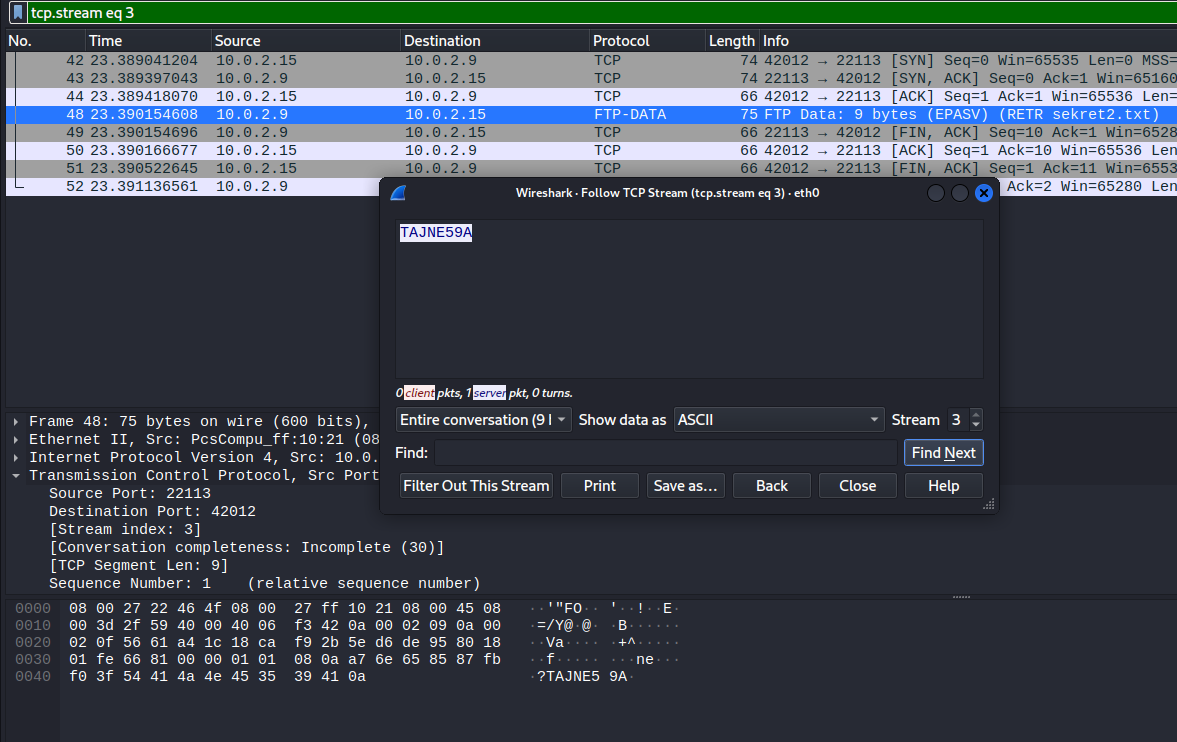 tcp.stream eq 3
No. Time Source Destination Protocol Length Info
42 23.389041204 10.0.2.15 10.0.2.9 TCP 74 42012 → 22113 [SYN] Seq=0 Win=65535 Len=0 MSS=
43 23.389397043 10.0.2.9 10.0.2.15 TCP 74 22113 → 42012 [SYN, ACK] Seq=0 Ack=1 Win=65160
44 23.389418070 10.0.2.15 10.0.2.9 TCP 66 42012 → 22113 [ACK] Seq=1 Ack=1 Win=65536 Len=
48 23.390154608 10.0.2.9 10.0.2.15 FTP-DATA 75 FTP Data: 9 bytes (EPASV) (RETR sekret2.txt)
49 23.390154696 10.0.2.9 10.0.2.15 TCP 66 22113 → 42012 [FIN, ACK] Seq=10 Ack=1 Win=6528
50 23.390166677 10.0.2.15 10.0.2.9 TCP 66 42012 → 22113 [ACK] Seq=1 Ack=10 Win=65536 Len
51 23.390522645 10.0.2.15 10.0.2.9 TCP 66 42012 → 22113 [FIN, ACK] Seq=1 Ack=11 Win=6553
52 23.391136561 10.0.2.9 Ack=2 Win=65280 Len
Wireshark · Follow TCP Stream (tcp.stream eq 3) · eth0
TAJNE59A
0 client pkts, 1 server pkt, 0 turns.
Entire conversation (9 Show data as ASCII Stream 3
Find: Find Next
Filter Out This Stream Print Save as… Back Close Help
Frame 48: 75 bytes on wire (600 bits),
Ethernet II, Src: PcsCompu_ff:10:21 (08
Internet Protocol Version 4, Src: 10.0.
Transmission Control Protocol, Src Port
Source Port: 22113
Destination Port: 42012
[Stream index: 3]
[Conversation completeness: Incomplete (30)]
[TCP Segment Len: 9]
Sequence Number: 1 (relative sequence number)
0000 08 00 27 22 46 4f 08 00 27 ff 10 21 08 00 45 08 ··'"FO·· '··!··E·
0010 00 3d 2f 59 40 00 40 06 f3 42 0a 00 02 09 0a 00 ·=/Y@·@· ·B······
0020 02 0f 56 61 a4 1c 18 ca f9 2b 5e d6 de 95 80 18 ··Va···· ·+^·····
0030 01 fe 66 81 00 00 01 01 08 0a a7 6e 65 85 87 fb ··f····· ···ne···
0040 f0 3f 54 41 4a 4e 45 35 39 41 0a ·?TAJNE5 9A·